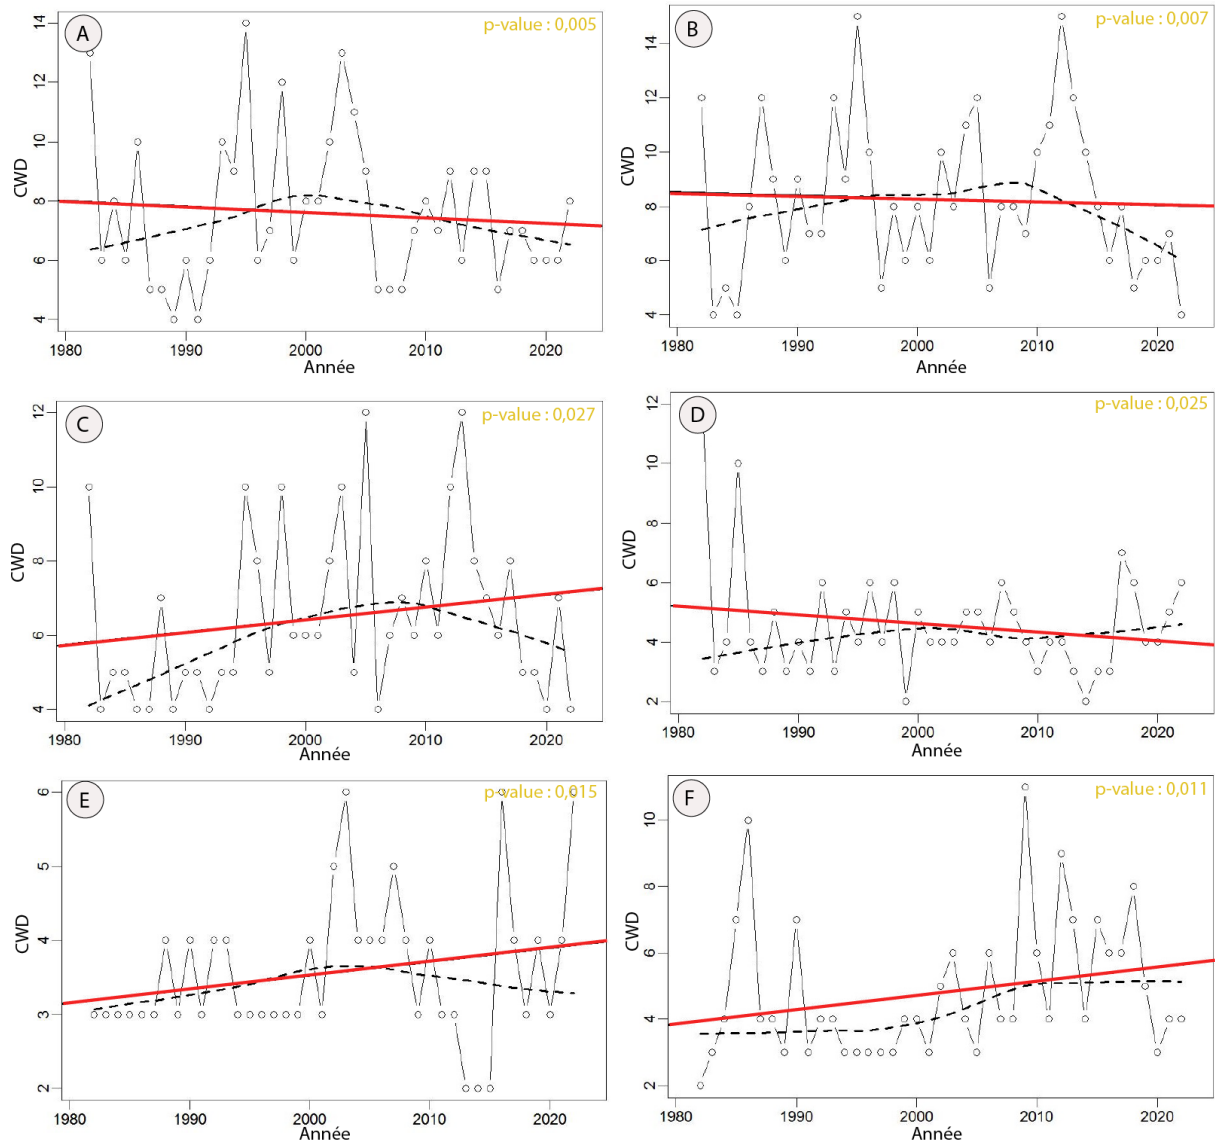 A
p-value : 0,005
CWD
14
12
10
8
6
4
1980 1990 2000 2010 2020
Année
B
p-value : 0,007
CWD
14
12
10
8
6
4
1980 1990 2000 2010 2020
Année
C
p-value : 0,027
CWD
12
10
8
6
4
1980 1990 2000 2010 2020
Année
D
p-value : 0,025
CWD
12
10
8
6
4
2
1980 1990 2000 2010 2020
Année
E
p-value : 0,015
CWD
6
5
4
3
2
1980 1990 2000 2010 2020
Année
F
p-value : 0,011
CWD
10
8
6
4
2
1980 1990 2000 2010 2020
Année